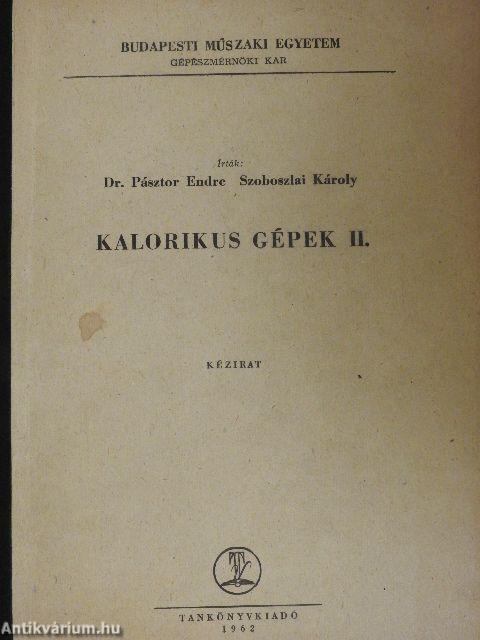 BUDAPESTI MŰSZAKI EGYETEM
GÉPÉSZMÉRNÖKI KAR
Írták:
Dr. Pásztor Endre Szoboszlai Károly
KALORIKUS GÉPEK II.
KÉZIRAT
TV
TANKÖNYVKIADÓ
1962
Antikvárium.hu